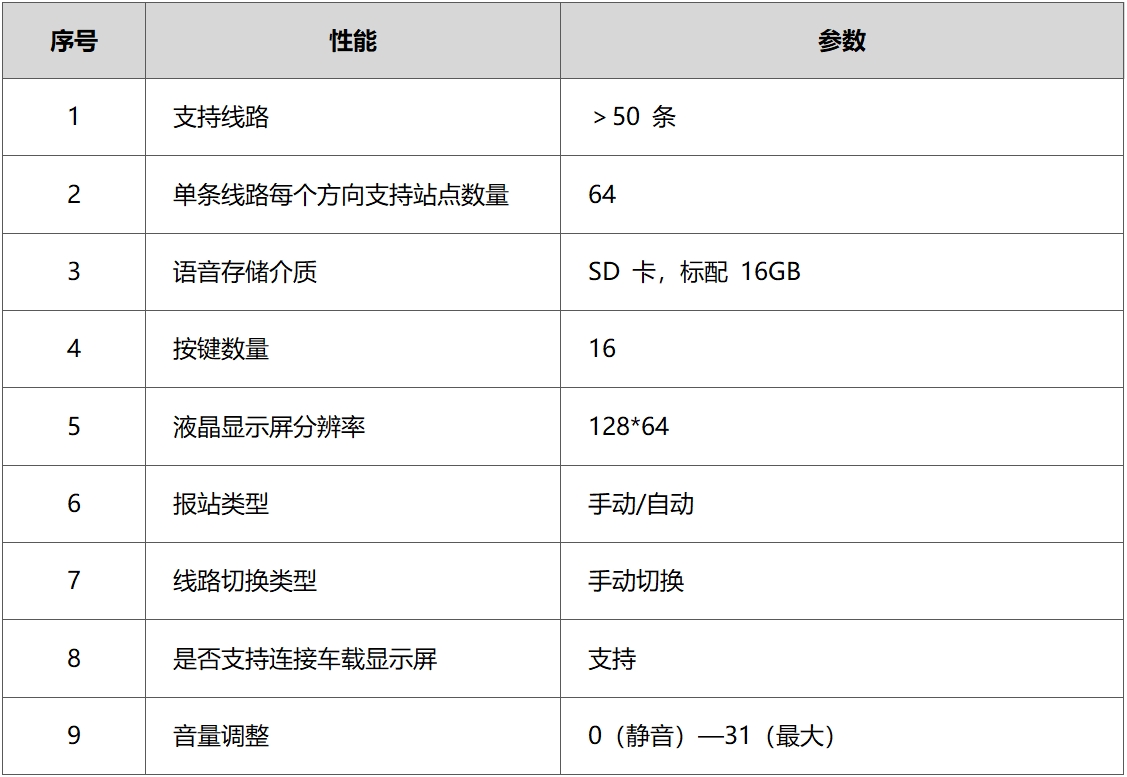 序号 性能 参数
1 支持线路 ＞50 条
2 单条线路每个方向支持站点数量 64
3 语音存储介质 SD 卡，标配 16GB
4 按键数量 16
5 液晶显示屏分辨率 128*64
6 报站类型 手动/自动
7 线路切换类型 手动切换
8 是否支持连接车载显示屏 支持
9 音量调整 0（静音）—31（最大）